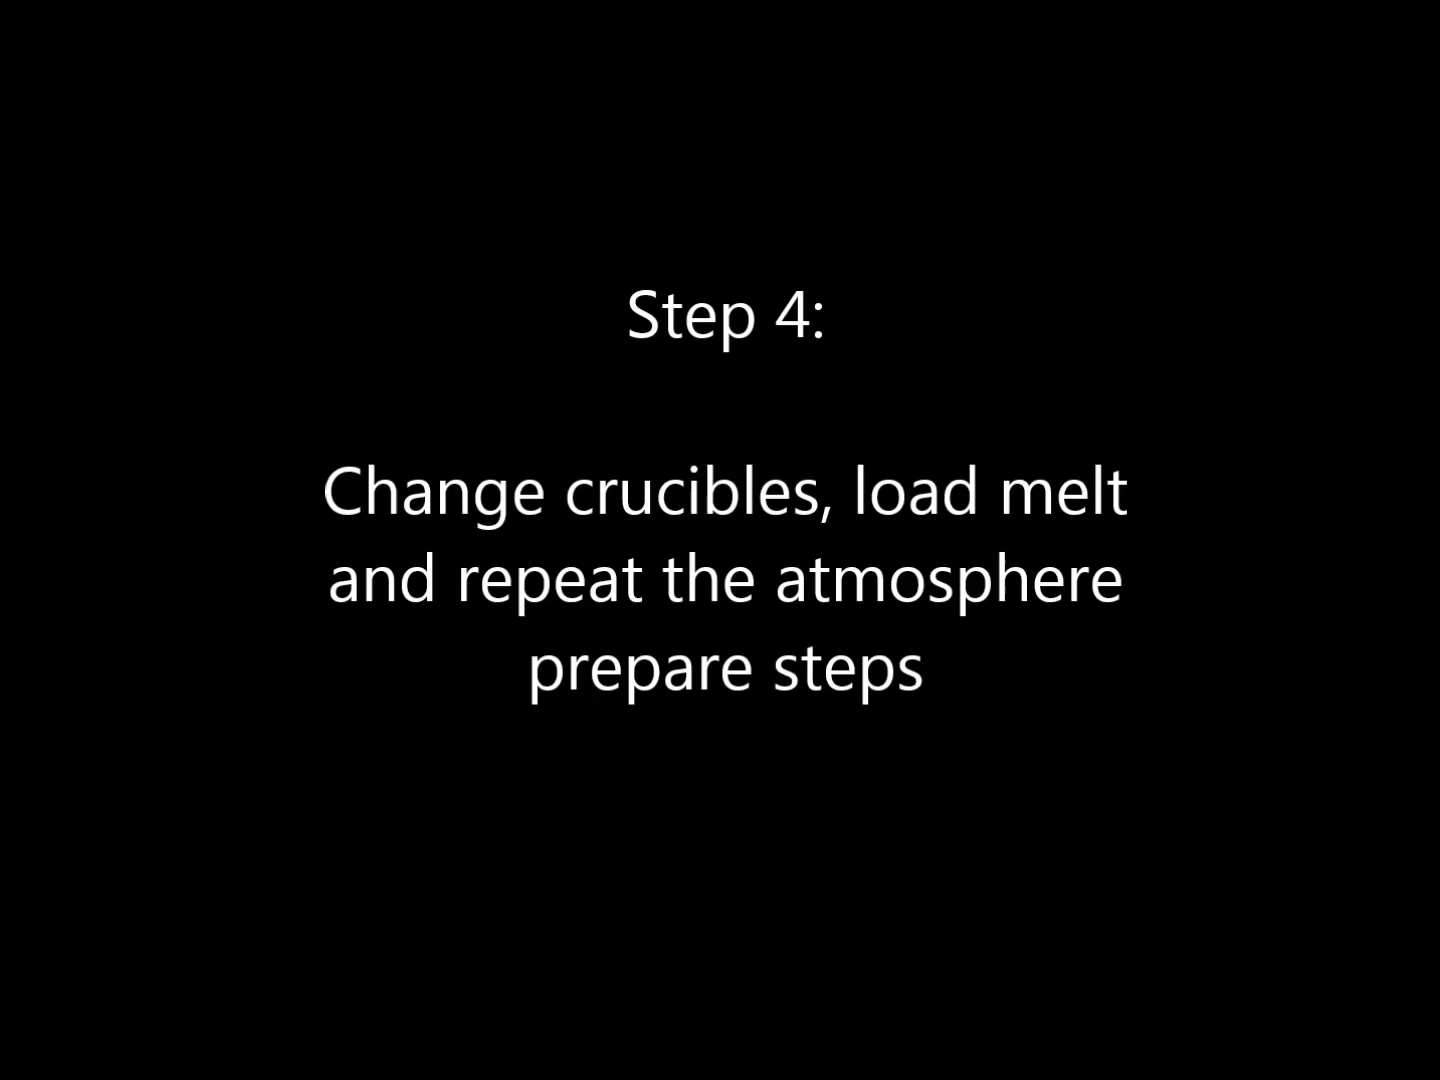 Step 4:
Change crucibles, load melt
and repeat the atmosphere
prepare steps